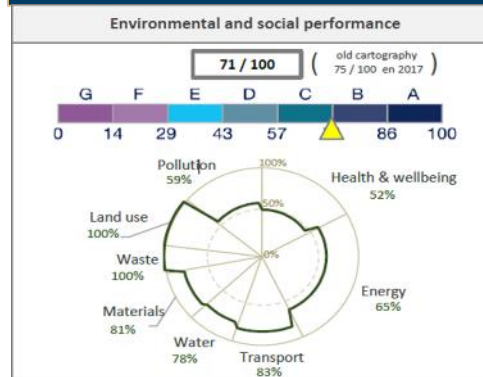 Environmental and social performance
71 / 100
( old cartography
75 / 100 en 2017 )
G F E D C B A
0 14 29 43 57 86 100
Pollution
59%
100%
Health & wellbeing
52%
Land use
100%
50%
Waste
100%
0%
Energy
65%
Materials
81%
Water
78%
Transport
83%